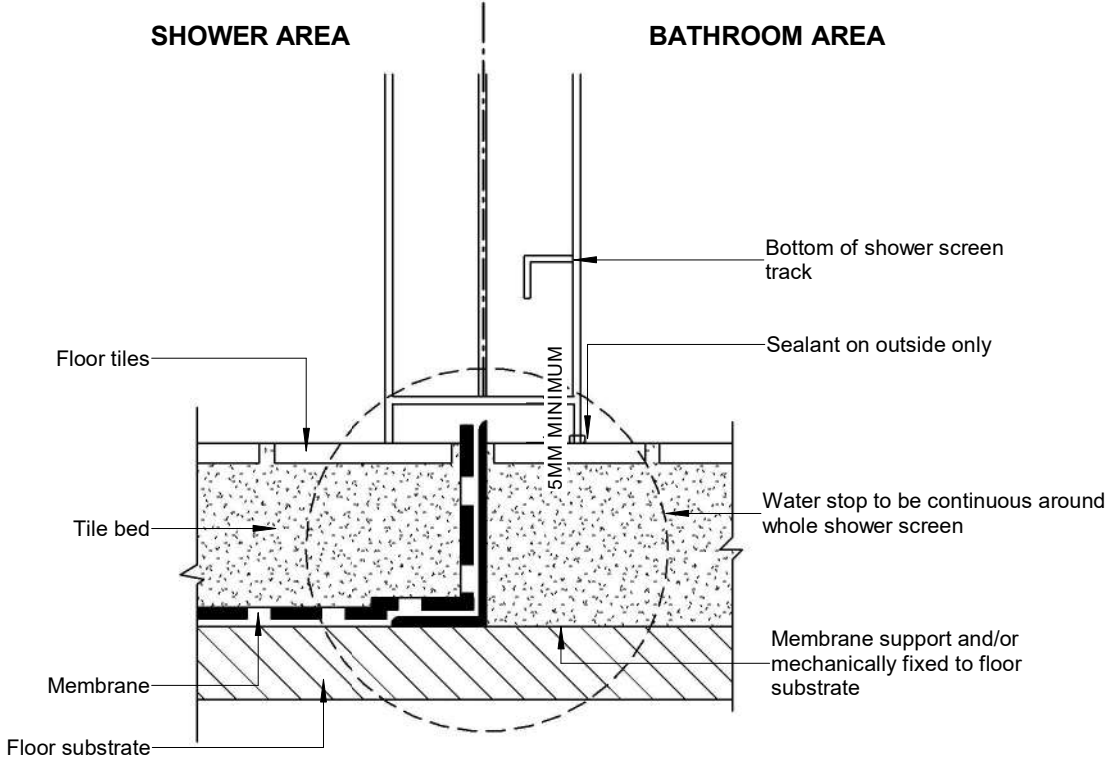 SHOWER AREA
BATHROOM AREA
Bottom of shower screen
track
Floor tiles
Sealant on outside only
5MM MINIMUM
Tile bed
Water stop to be continuous around
whole shower screen
Membrane
Membrane support and/or
mechanically fixed to floor
substrate
Floor substrate